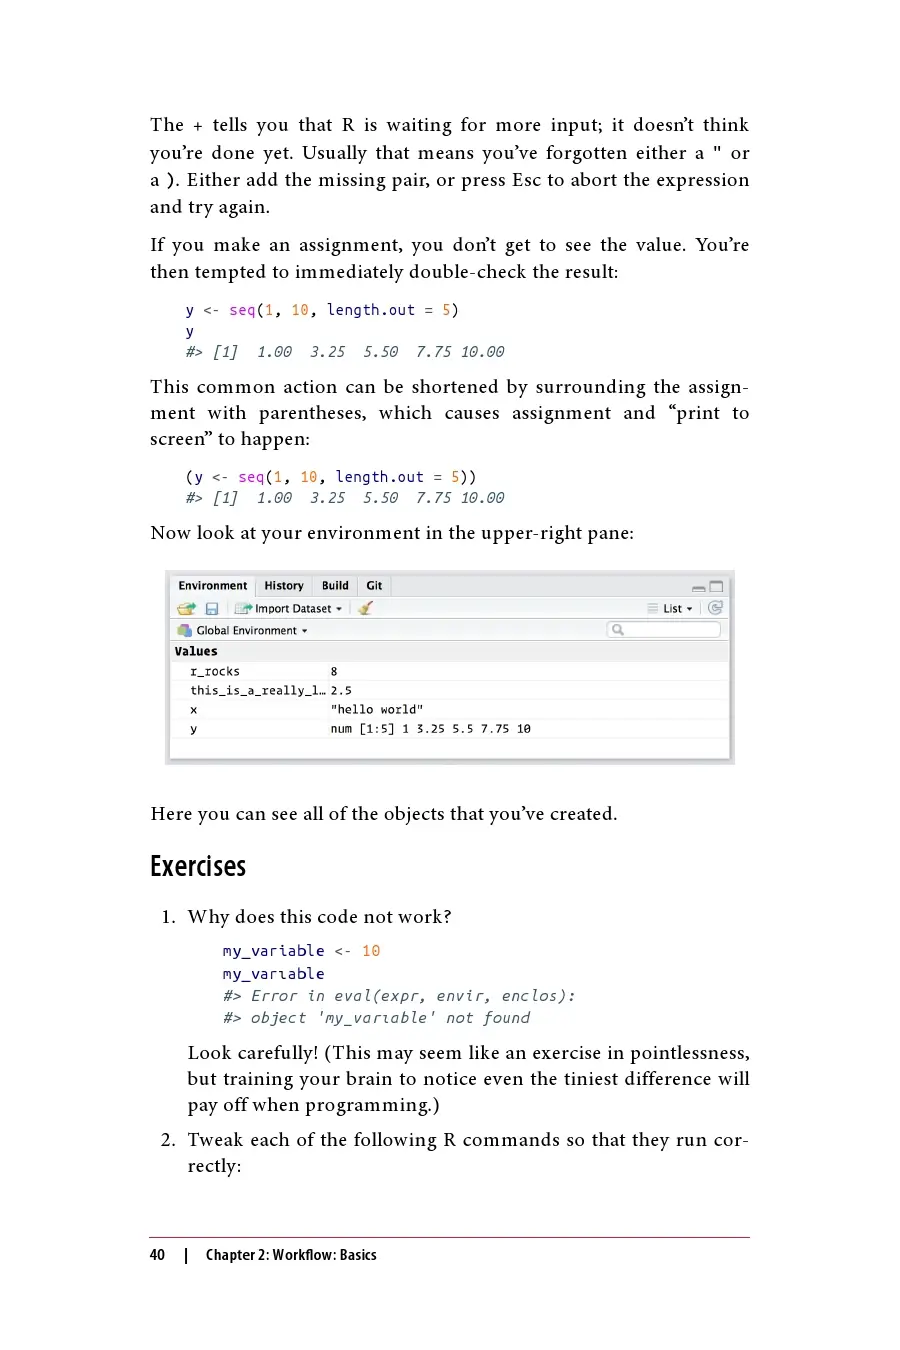 The + tells you that R is waiting for more input; it doesn’t think
you’re done yet. Usually that means you’ve forgotten either a " or
a ). Either add the missing pair, or press Esc to abort the expression
and try again.
If you make an assignment, you don’t get to see the value. You’re
then tempted to immediately double-check the result:
y <- seq(1, 10, length.out = 5)
y
#> [1]  1.00  3.25  5.50  7.75 10.00
This common action can be shortened by surrounding the assign-
ment with parentheses, which causes assignment and “print to
screen” to happen:
(y <- seq(1, 10, length.out = 5))
#> [1]  1.00  3.25  5.50  7.75 10.00
Now look at your environment in the upper-right pane:
Environment History Build Git
Import Dataset List
Global Environment
Values
r_rocks 8
this_is_a_really_l… 2.5
x "hello world"
y num [1:5] 1 3.25 5.5 7.75 10
Here you can see all of the objects that you’ve created.
Exercises
1. Why does this code not work?
my_variable <- 10
my_varıable
#> Error in eval(expr, envir, enclos):
#> object 'my_varıable' not found
Look carefully! (This may seem like an exercise in pointlessness,
but training your brain to notice even the tiniest difference will
pay off when programming.)
2. Tweak each of the following R commands so that they run cor-
rectly:
40 | Chapter 2: Workflow: Basics